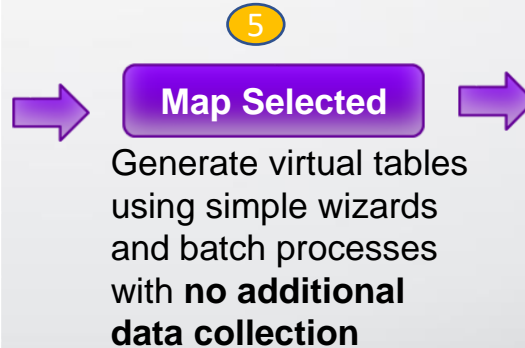 5
Map Selected
Generate virtual tables
using simple wizards
and batch processes
with no additional
data collection